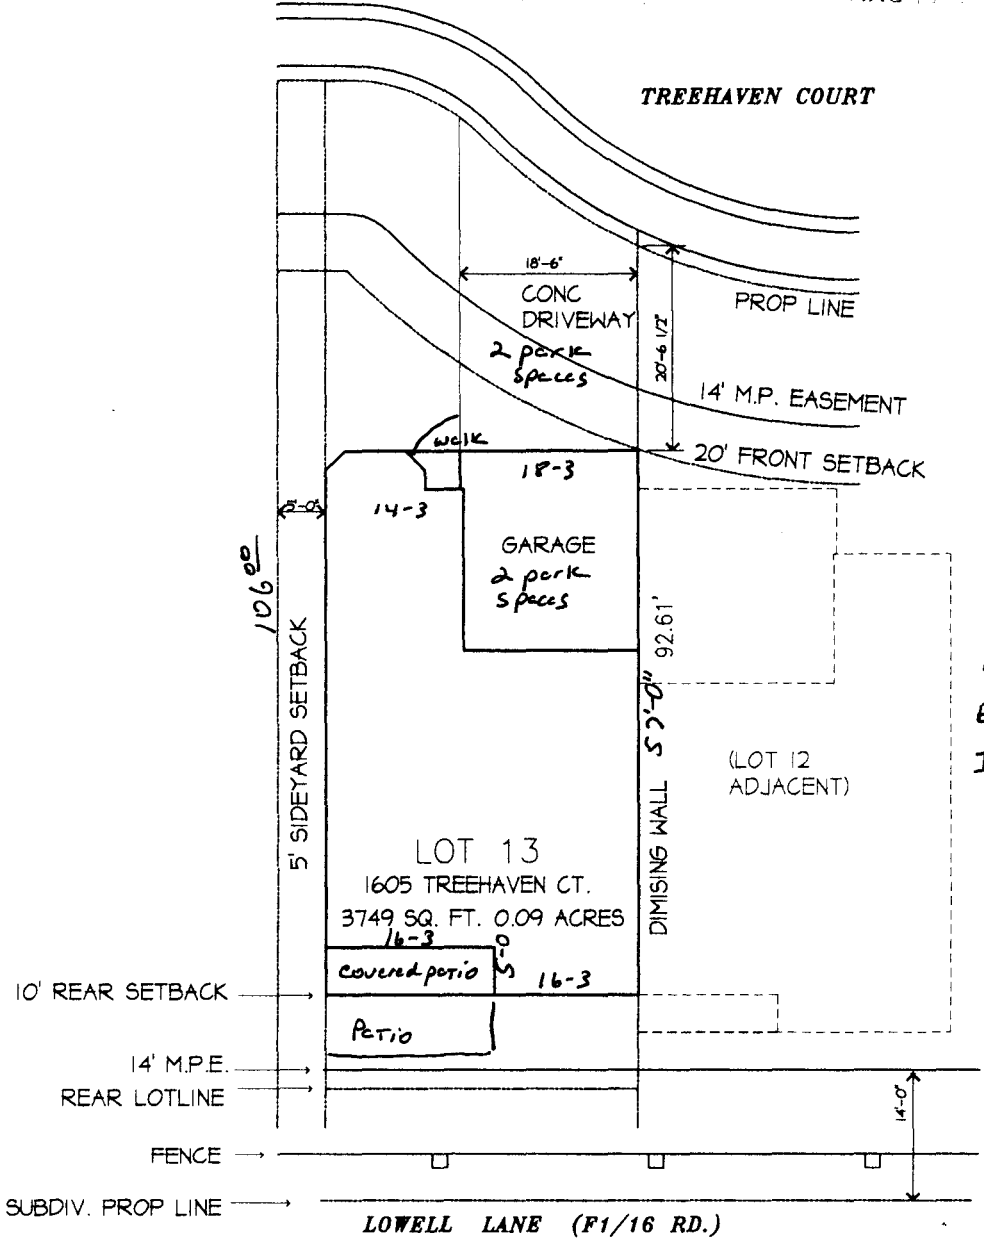 TREEHAVEN COURT
18'-6"
CONC
DRIVEWAY
2 park
spaces
PROP LINE
20'-6 1/2"
14' M.P. EASEMENT
walk
20' FRONT SETBACK
18-3
5'-0"
14-3
GARAGE
2 park
spaces
106 00
92.61'
5' SIDEYARD SETBACK
DIMISING WALL 57'-0"
(LOT 12
ADJACENT)
LOT 13
1605 TREEHAVEN CT.
3749 SQ. FT. 0.09 ACRES
16-3
5-0
covered patio
16-3
10' REAR SETBACK
Patio
14' M.P.E.
REAR LOTLINE
14'-0"
FENCE
SUBDIV. PROP LINE
LOWELL LANE (F1/16 RD.)